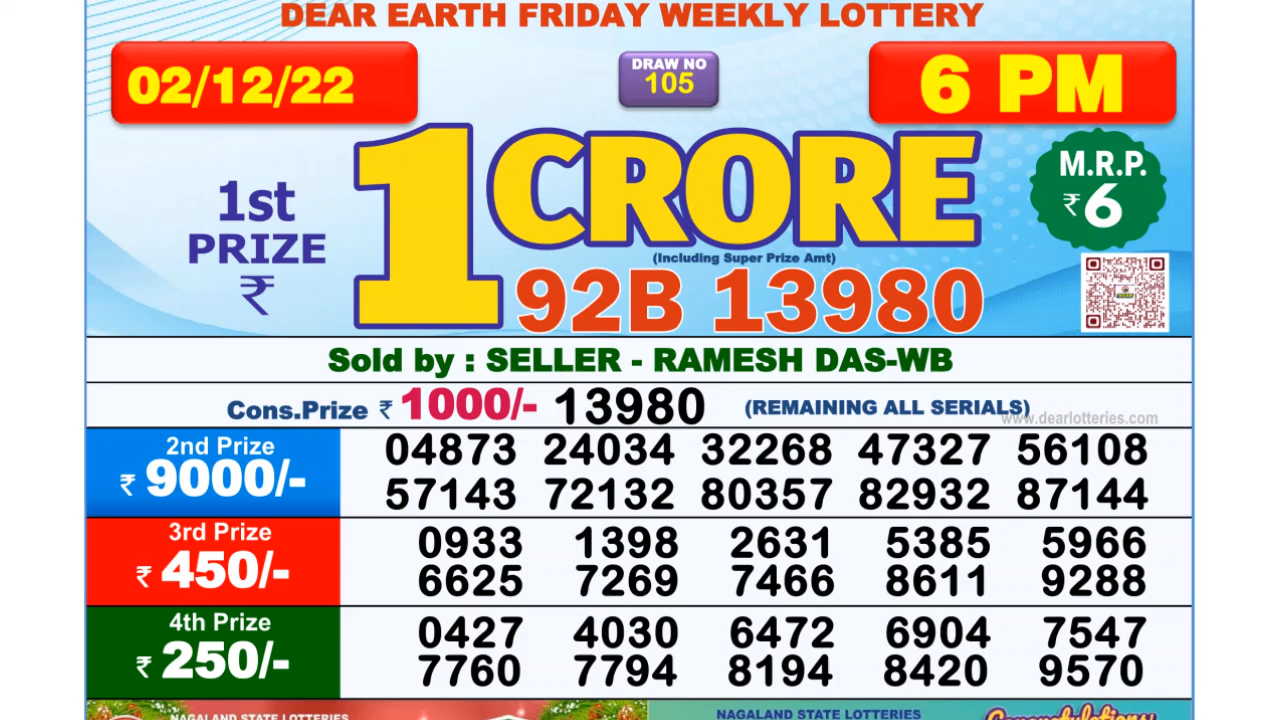 DEAR EARTH FRIDAY WEEKLY LOTTERY
02/12/22
DRAW NO
105
6 PM
1 CRORE
1st
PRIZE
₹
M.R.P.
₹6
(Including Super Prize Amt)
92B 13980
Sold by : SELLER - RAMESH DAS-WB
Cons.Prize ₹ 1000/- 13980 (REMAINING ALL SERIALS)
www.dearlotteries.com
2nd Prize
₹ 9000/-
04873 24034 32268 47327 56108
57143 72132 80357 82932 87144
3rd Prize
₹ 450/-
0933 1398 2631 5385 5966
6625 7269 7466 8611 9288
4th Prize
₹ 250/-
0427 4030 6472 6904 7547
7760 7794 8194 8420 9570
NAGALAND STATE LOTTERIES
NAGALAND STATE LOTTERIES
Congratulations!